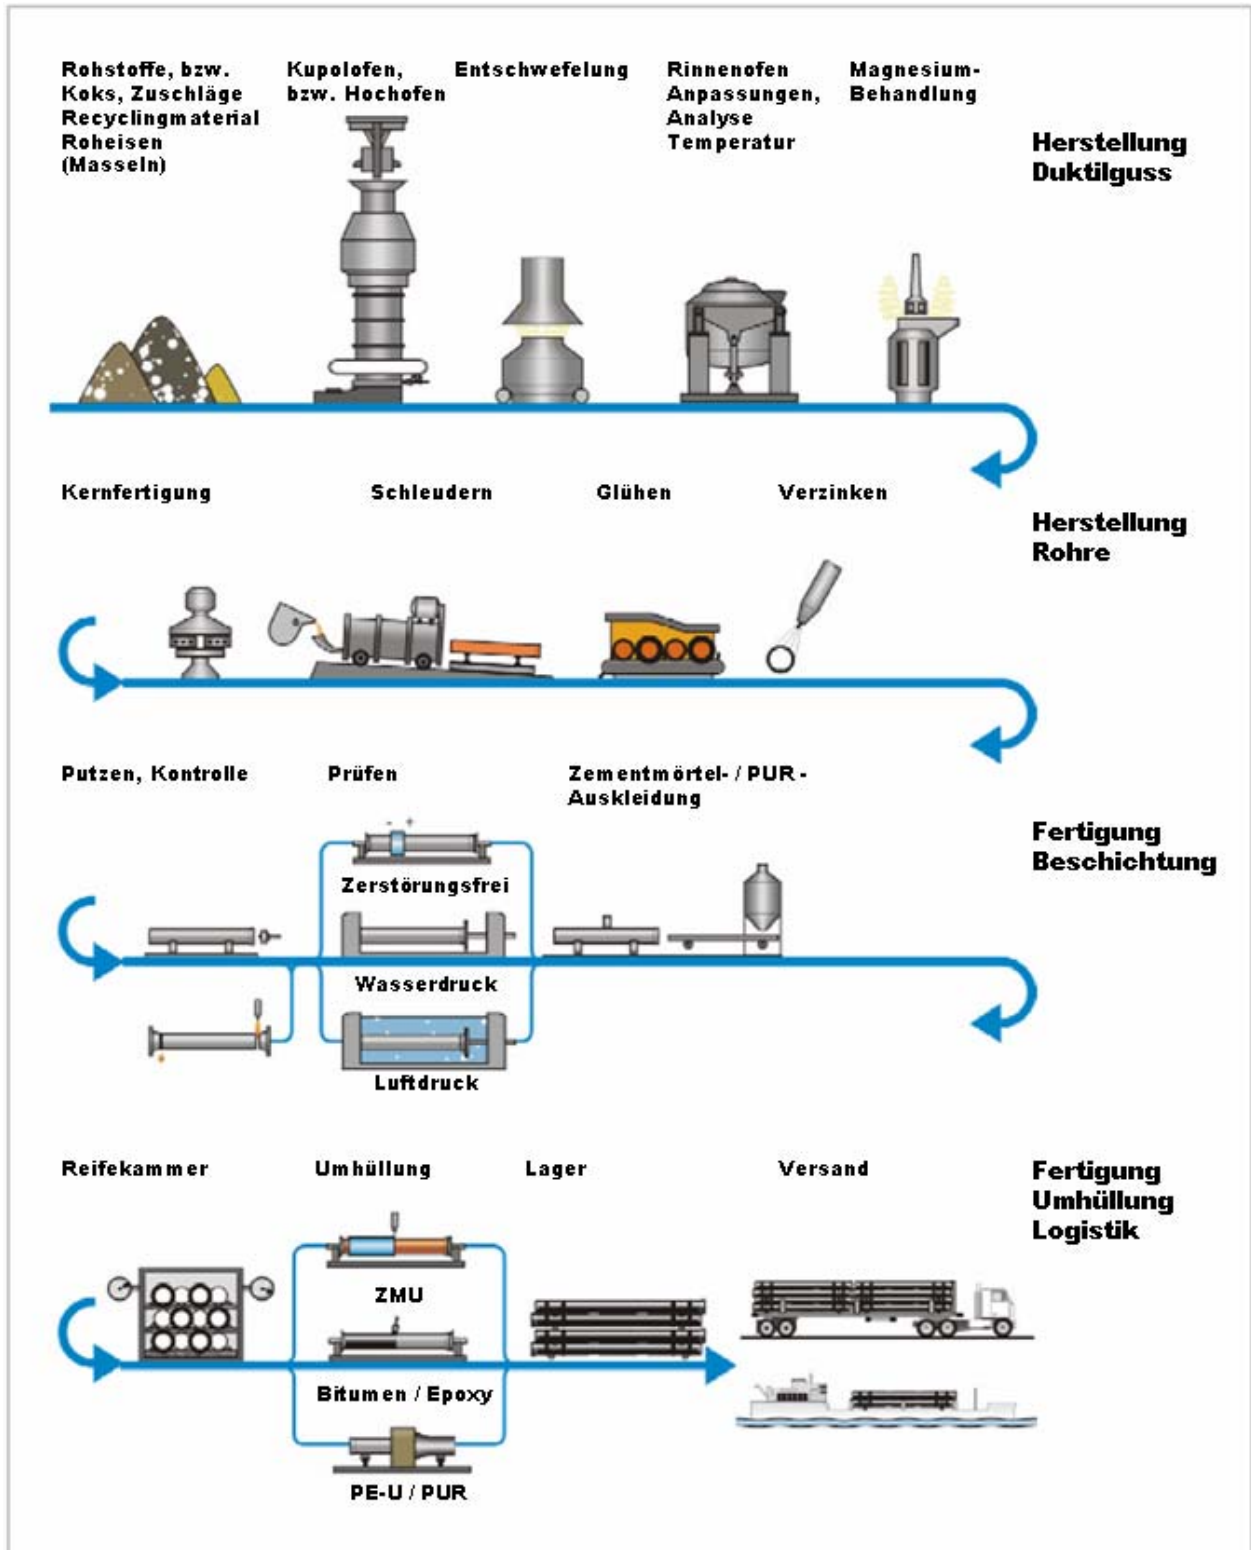 Rohstoffe, bzw.
Koks, Zuschläge
Recyclingmaterial
Roheisen
(Masseln)
Kupolofen,
bzw. Hochofen
Entschwefelung
Rinnenofen
Anpassungen,
Analyse
Temperatur
Magnesium-
Behandlung
Herstellung
Duktilguss
Kernfertigung
Schleudern
Glühen
Verzinken
Herstellung
Rohre
Putzen, Kontrolle
Prüfen
Zementmörtel- / PUR -
Auskleidung
Fertigung
Beschichtung
- +
Zerstörungsfrei
Wasserdruck
Luftdruck
Reifekammer
Umhüllung
Lager
Versand
Fertigung
Umhüllung
Logistik
ZMU
Bitumen / Epoxy
PE-U / PUR